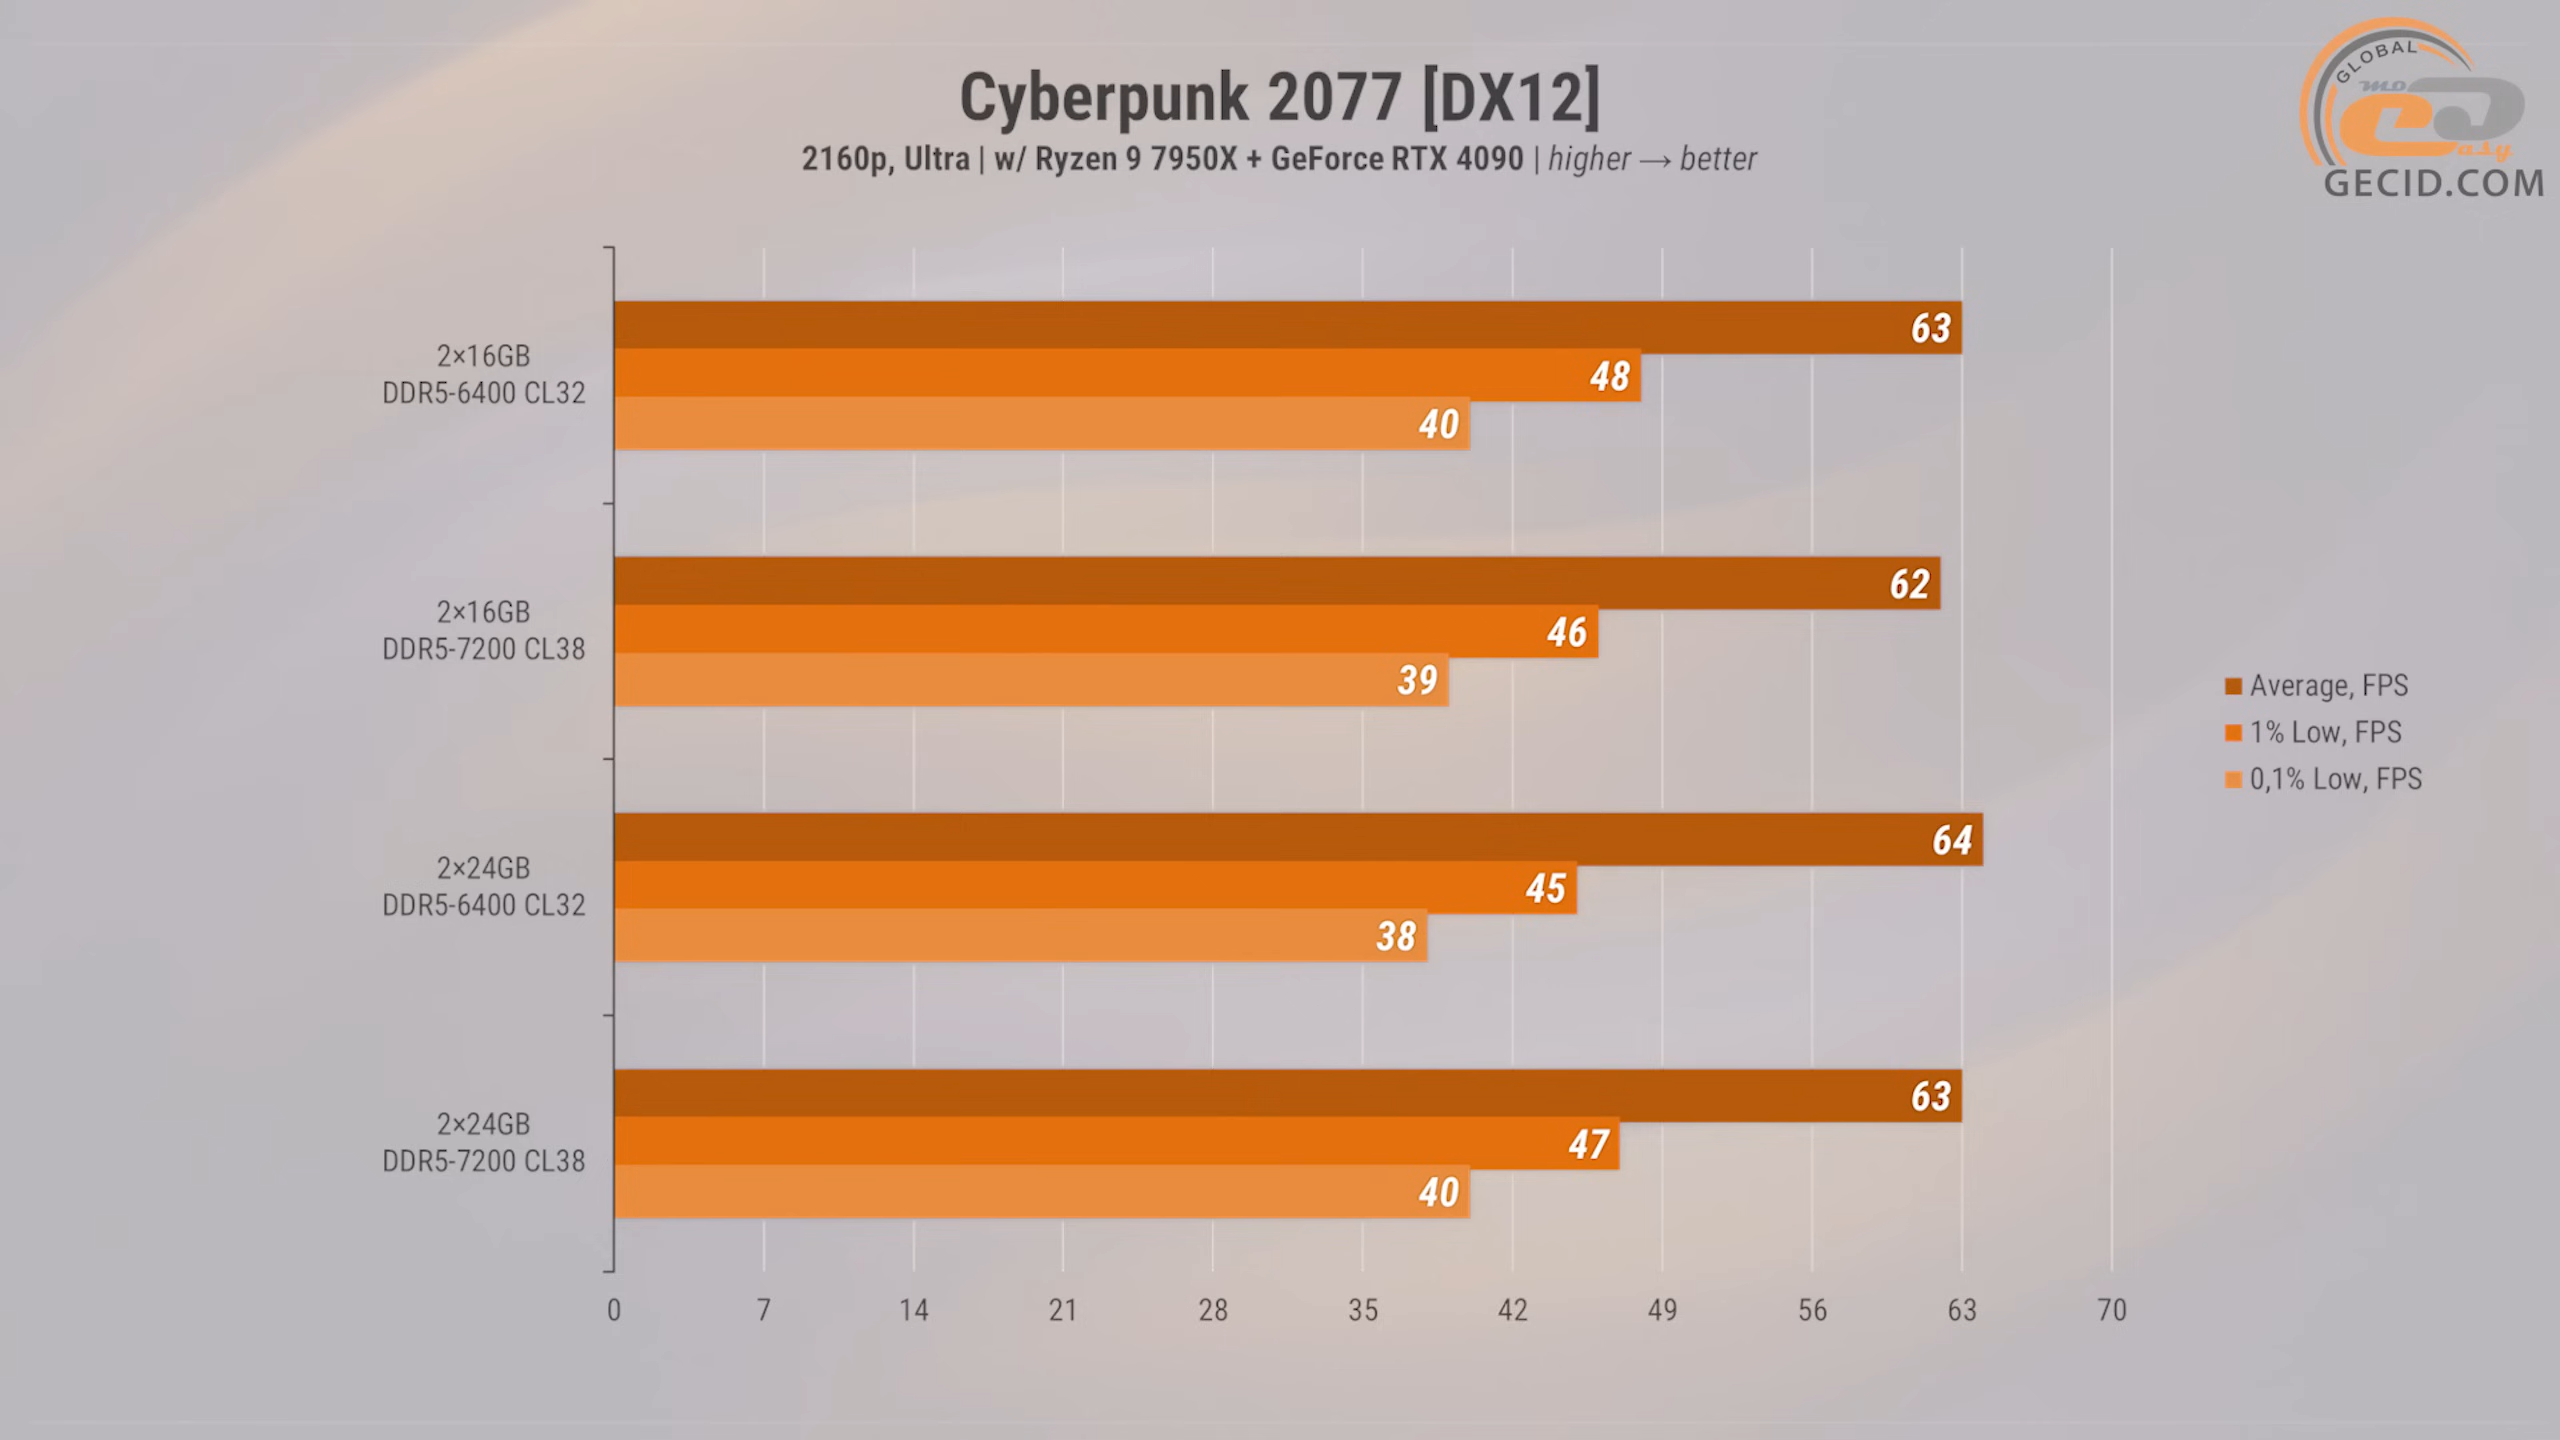 Cyberpunk 2077 [DX12]
2160p, Ultra | w/ Ryzen 9 7950X + GeForce RTX 4090 | higher → better
GLOBAL
mo
easy
GECID.COM
2×16GB
DDR5-6400 CL32
63
48
40
2×16GB
DDR5-7200 CL38
62
46
39
2×24GB
DDR5-6400 CL32
64
45
38
2×24GB
DDR5-7200 CL38
63
47
40
Average, FPS
1% Low, FPS
0,1% Low, FPS
0 7 14 21 28 35 42 49 56 63 70